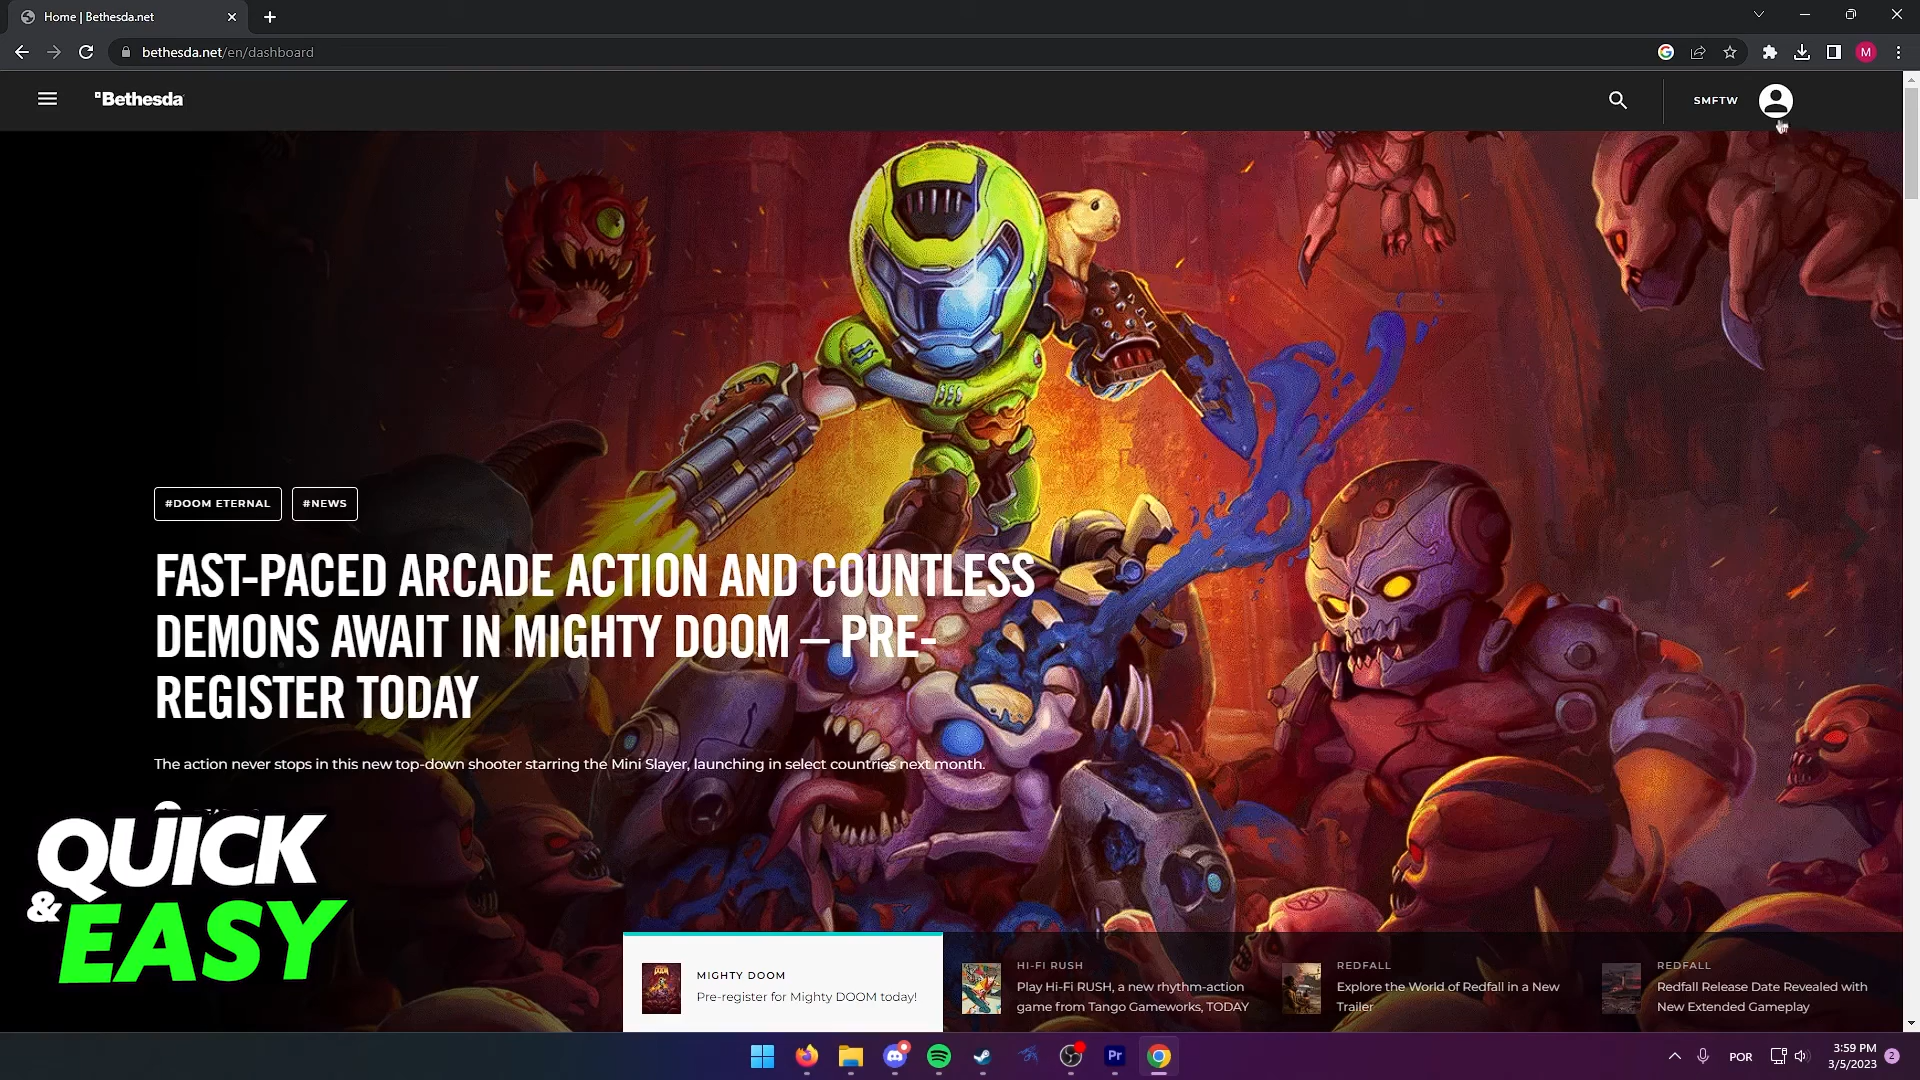 Home | Bethesda.net
bethesda.net/en/dashboard
M
Bethesda
SMFTW
#DOOM ETERNAL
#NEWS
FAST-PACED ARCADE ACTION AND COUNTLESS
DEMONS AWAIT IN MIGHTY DOOM – PRE-
REGISTER TODAY
The action never stops in this new top-down shooter starring the Mini Slayer, launching in select countries next month.
QUICK
& EASY
MIGHTY DOOM
Pre-register for Mighty DOOM today!
HI-FI RUSH
Play Hi-Fi RUSH, a new rhythm-action
game from Tango Gameworks, TODAY
REDFALL
Explore the World of Redfall in a New
Trailer
REDFALL
Redfall Release Date Revealed with
New Extended Gameplay
Pr
POR
3:59 PM
3/5/2023
2